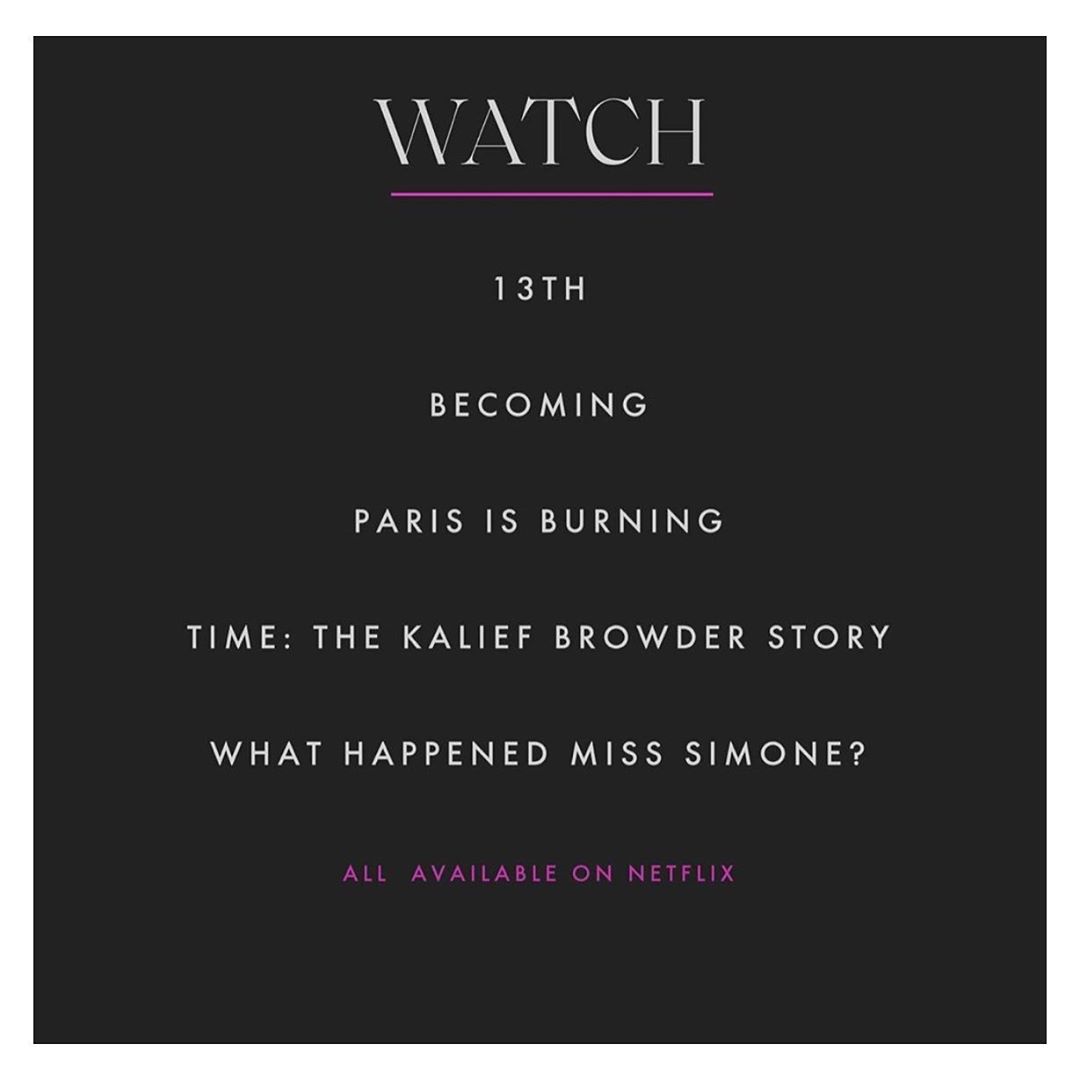 WATCH
13TH
BECOMING
PARIS IS BURNING
TIME: THE KALIEF BROWDER STORY
WHAT HAPPENED MISS SIMONE?
ALL AVAILABLE ON NETFLIX